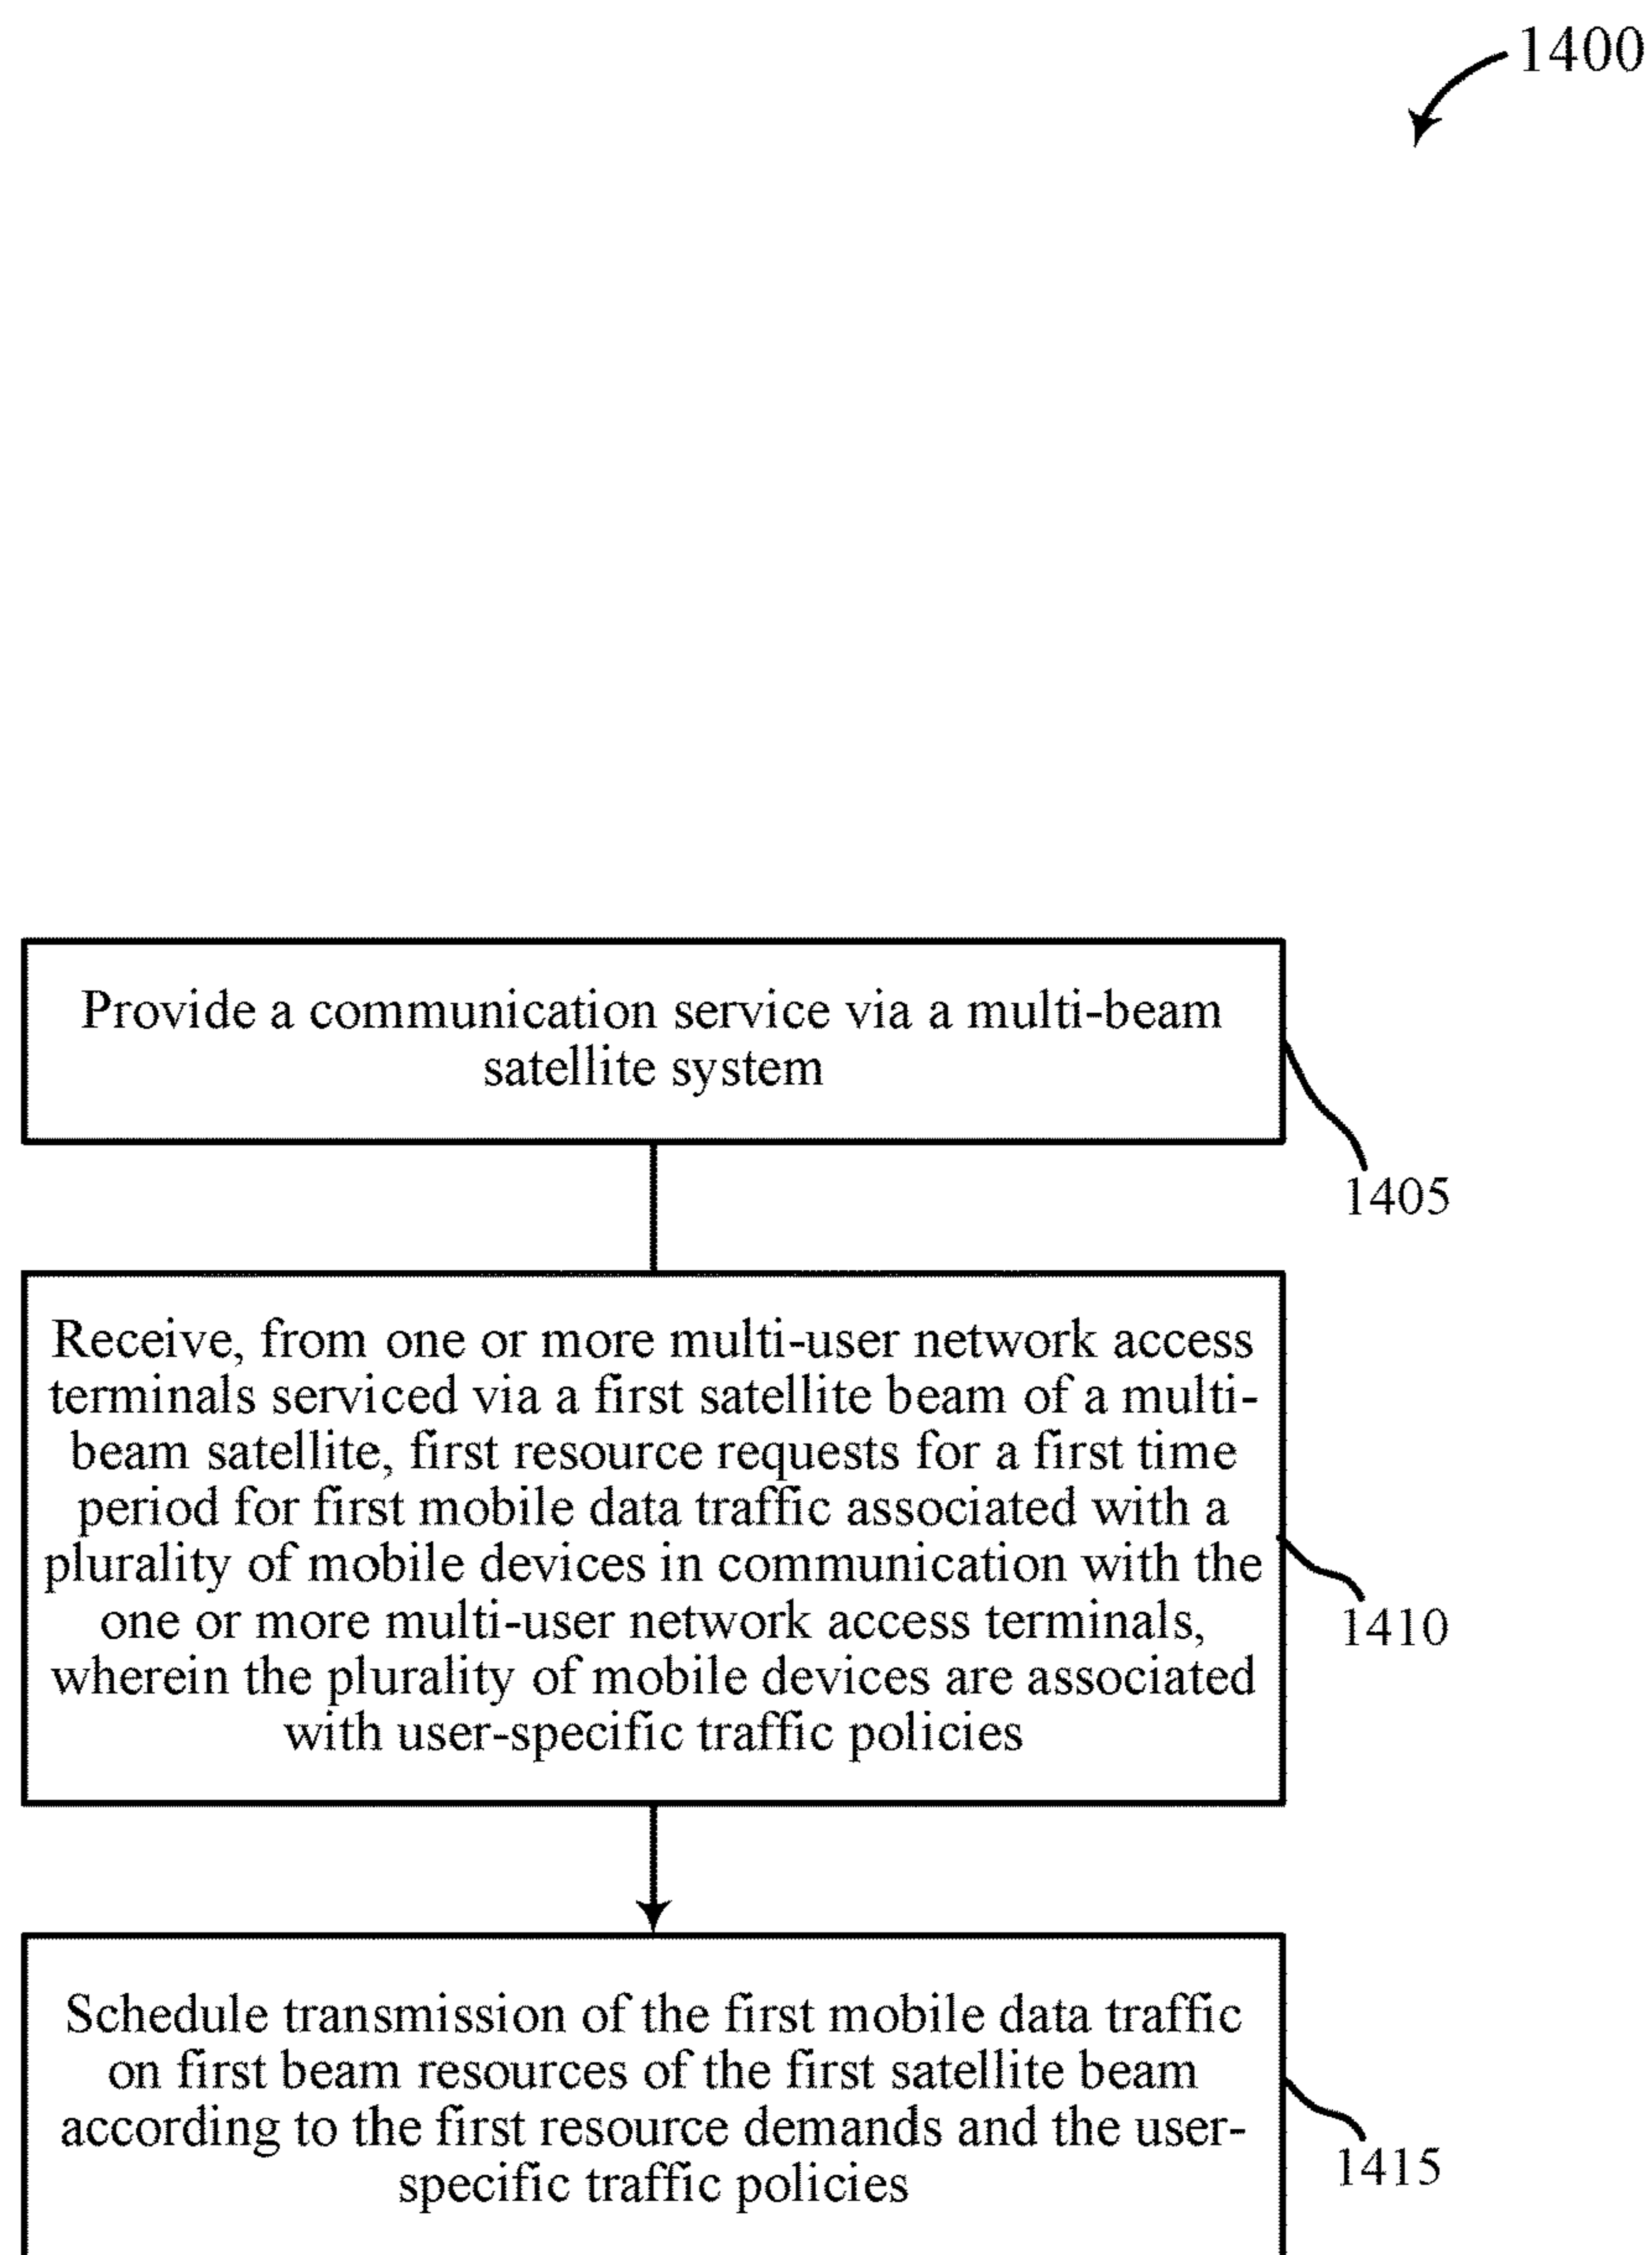 1400
Provide a communication service via a multi-beam
satellite system
1405
Receive, from one or more multi-user network access
terminals serviced via a first satellite beam of a multi-
beam satellite, first resource requests for a first time
period for first mobile data traffic associated with a
plurality of mobile devices in communication with the
one or more multi-user network access terminals,
wherein the plurality of mobile devices are associated
with user-specific traffic policies
1410
Schedule transmission of the first mobile data traffic
on first beam resources of the first satellite beam
according to the first resource demands and the user-
specific traffic policies
1415